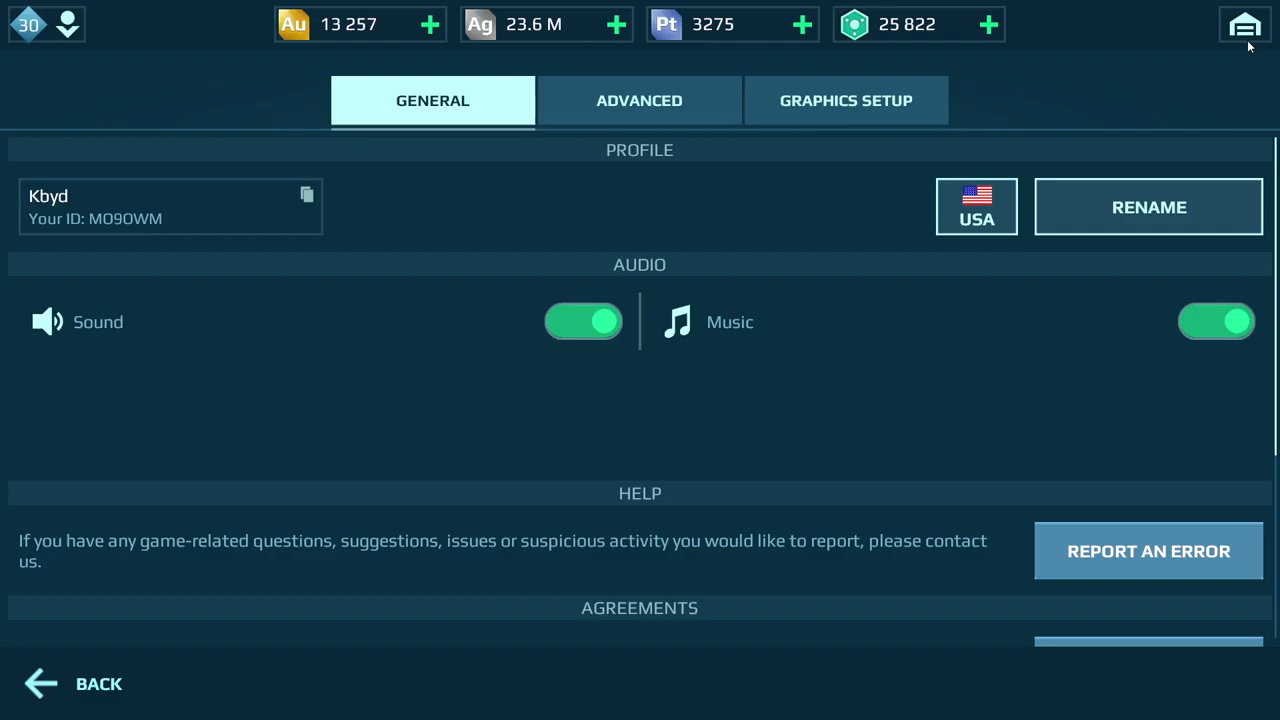 30
Au 13 257
Ag 23.6 M
Pt 3275
25 822
GENERAL
ADVANCED
GRAPHICS SETUP
PROFILE
Kbyd
Your ID: MO9OWM
USA
RENAME
AUDIO
Sound
Music
HELP
If you have any game-related questions, suggestions, issues or suspicious activity you would like to report, please contact
us.
REPORT AN ERROR
AGREEMENTS
BACK